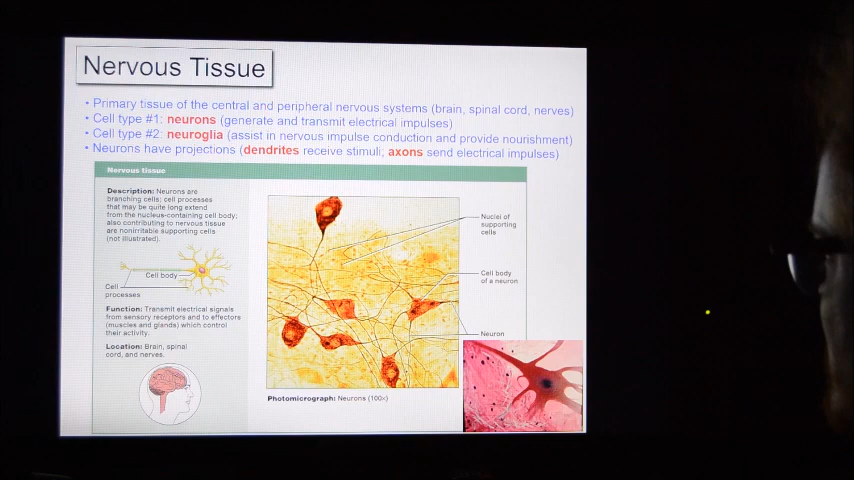 Nervous Tissue
• Primary tissue of the central and peripheral nervous systems (brain, spinal cord, nerves)
• Cell type #1: neurons (generate and transmit electrical impulses)
• Cell type #2: neuroglia (assist in nervous impulse conduction and provide nourishment)
• Neurons have projections (dendrites receive stimuli; axons send electrical impulses)
Nervous tissue
Description: Neurons are
branching cells; cell processes
that may be quite long extend
from the nucleus-containing cell body;
also contributing to nervous tissue
are nonirritable supporting cells
(not illustrated).
Cell body
Cell
processes
Function: Transmit electrical signals
from sensory receptors and to effectors
(muscles and glands) which control
their activity.
Location: Brain, spinal
cord, and nerves.
Nuclei of
supporting
cells
Cell body
of a neuron
Neuron
Photomicrograph: Neurons (100×)